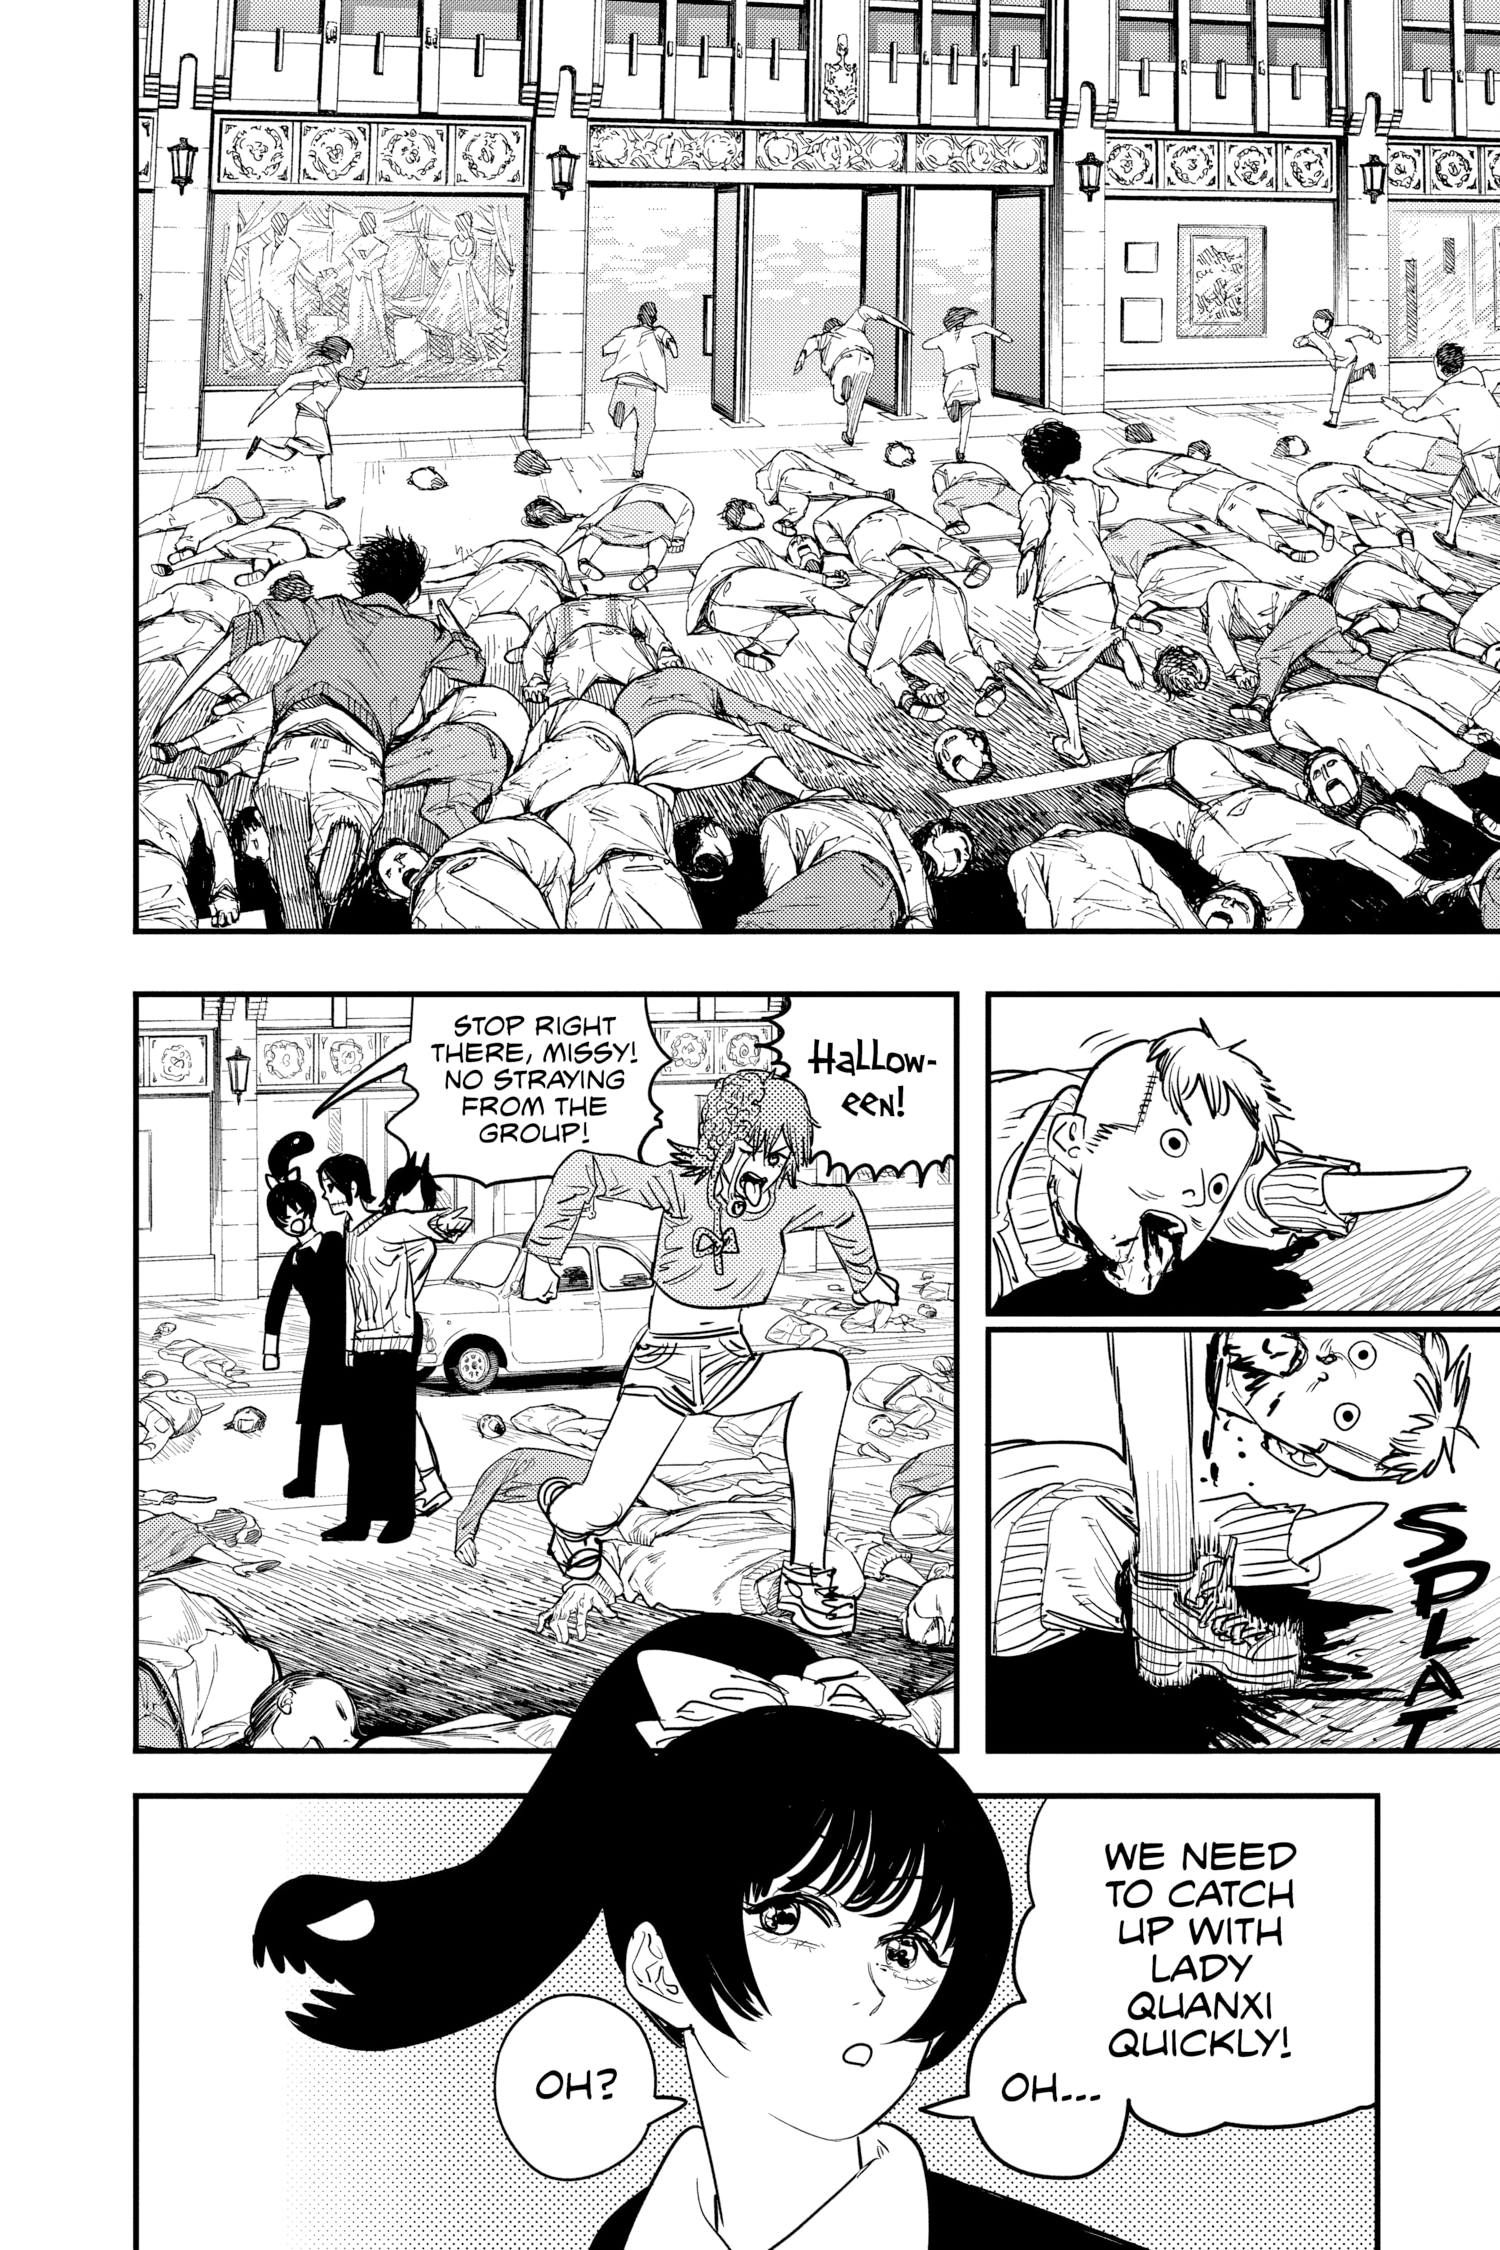 SPLAT
HALLOW-
EEN!
STOP RIGHT
THERE, MISSY!
NO STRAYING
FROM THE
GROUP!
WE NEED
TO CATCH
UP WITH
LADY
QUANXI
QUICKLY!
OH...
OH?